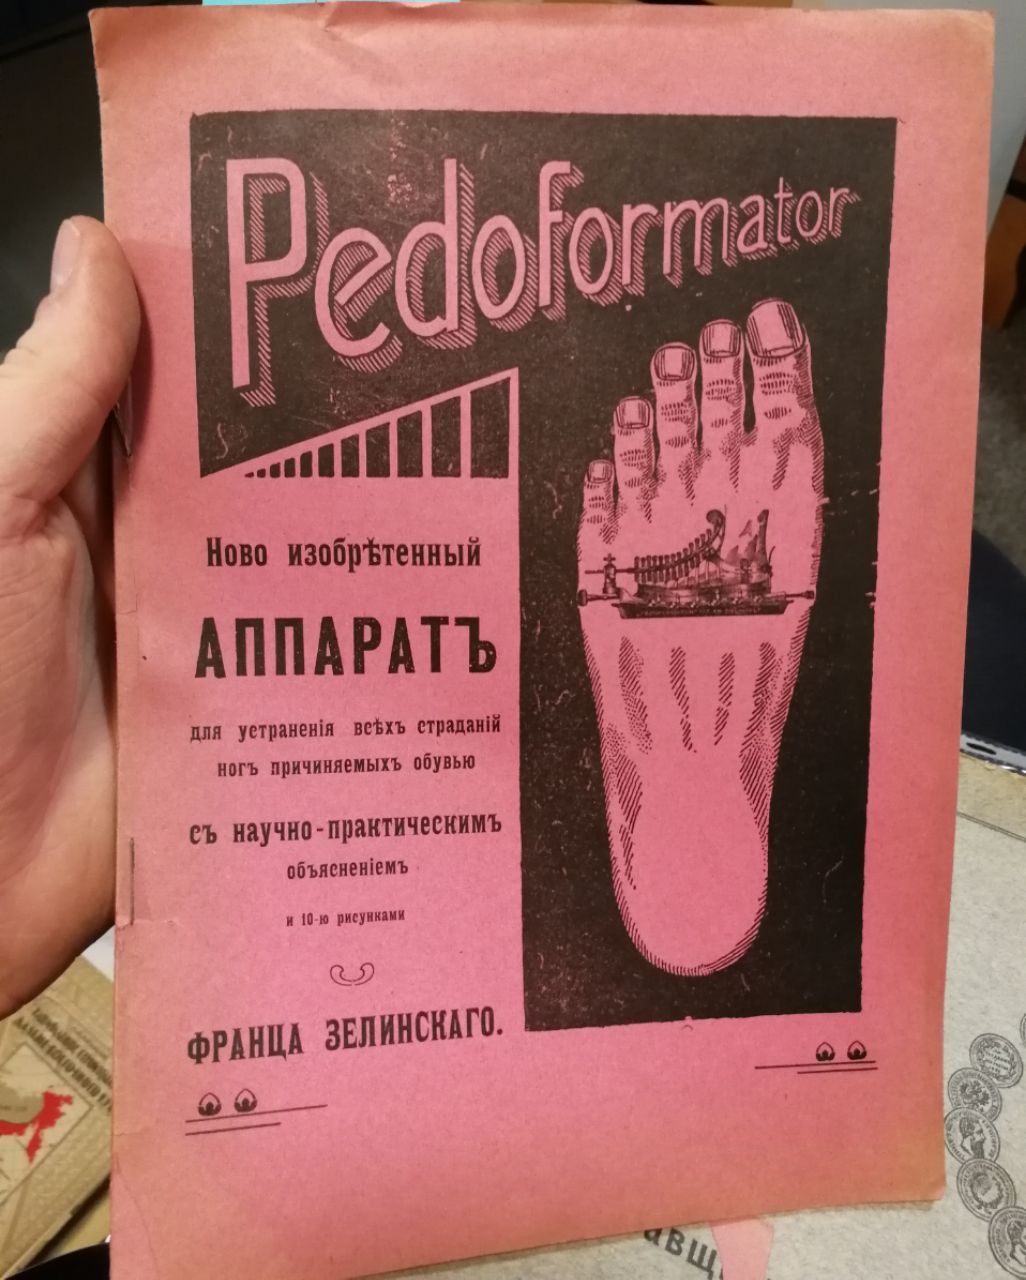 Pedoformator
Ново изобрѣтенный
АППАРАТЪ
для устраненія всѣхъ страданій
ногъ причиняемыхъ обувью
съ научно-практическимъ
объясненіемъ
и 10-ю рисунками
ФРАНЦА ЗЕЛИНСКАГО.